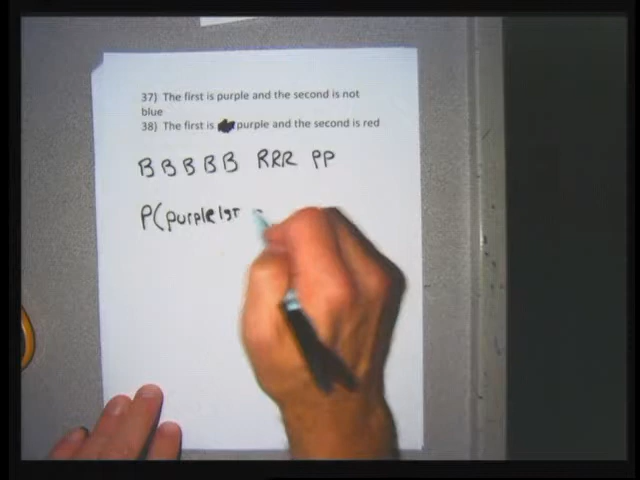 37) The first is purple and the second is not
blue
38) The first is purple and the second is red
B B B B B RRR PP
P(purple 1st